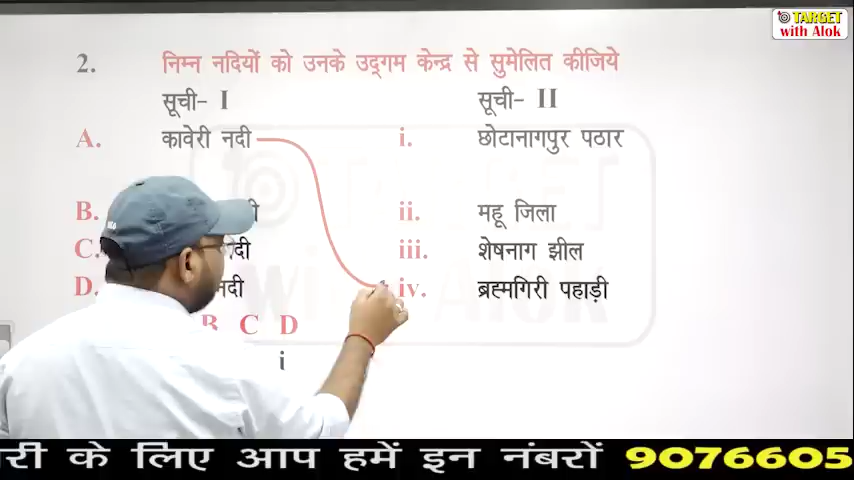 TARGET
with Alok
2. निम्न नदियों को उनके उद्गम केन्द्र से सुमेलित कीजिये
सूची- I सूची- II
A. कावेरी नदी i. छोटानागपुर पठार
B. ii. महू जिला
C. iii. शेषनाग झील
D. नदी iv. ब्रह्मगिरी पहाड़ी
B C D
i
के लिए आप हमें इन नंबरों 9076605